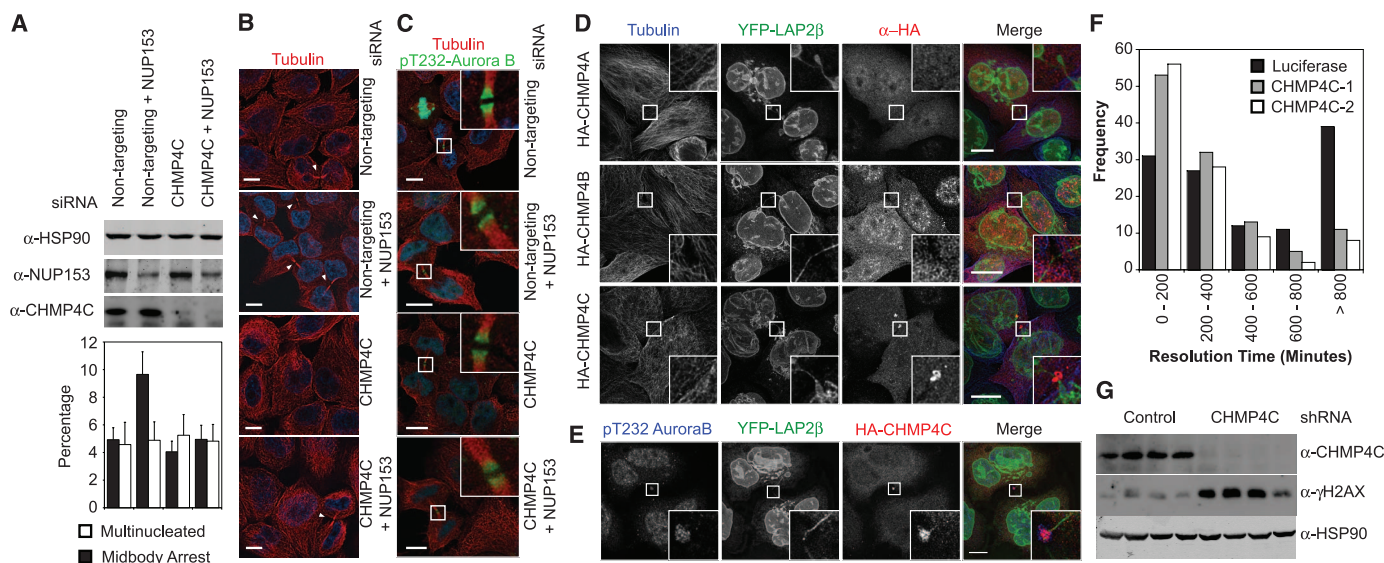 A
siRNA
Non-targeting
Non-targeting + NUP153
CHMP4C
CHMP4C + NUP153
α-HSP90
α-NUP153
α-CHMP4C
Percentage
12
10
8
6
4
2
0
Multinucleated
Midbody Arrest
B
Tubulin
siRNA
Non-targeting
Non-targeting + NUP153
CHMP4C
CHMP4C + NUP153
C
Tubulin
pT232-Aurora B
siRNA
Non-targeting
Non-targeting + NUP153
CHMP4C
CHMP4C + NUP153
D
Tubulin
YFP-LAP2β
α–HA
Merge
HA-CHMP4A
HA-CHMP4B
HA-CHMP4C
E
pT232 AuroraB
YFP-LAP2β
HA-CHMP4C
Merge
F
Frequency
60
50
40
30
20
10
0
Luciferase
CHMP4C-1
CHMP4C-2
0 - 200
200 - 400
400 - 600
600 - 800
> 800
Resolution Time (Minutes)
G
Control
CHMP4C
shRNA
α-CHMP4C
α-γH2AX
α-HSP90